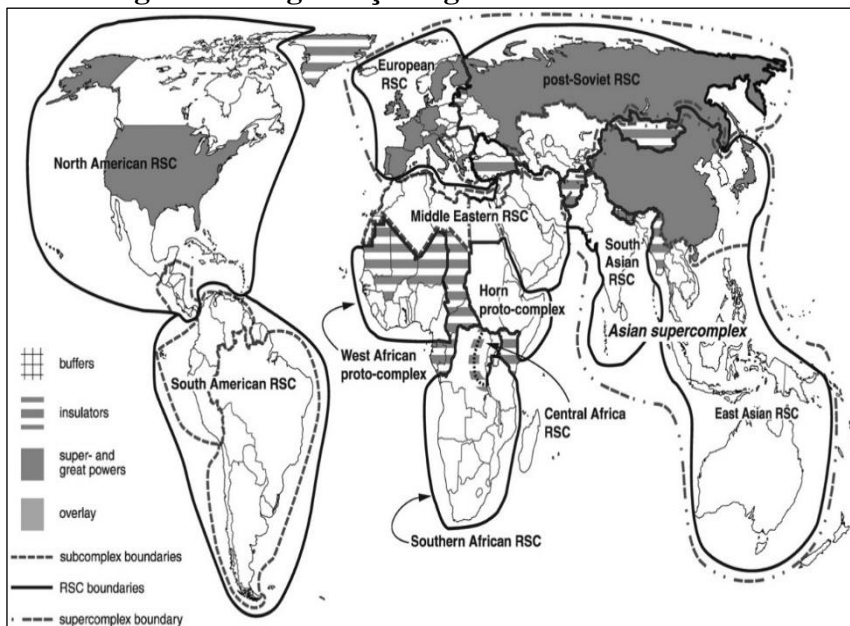 European
RSC
post-Soviet RSC
North American RSC
Middle Eastern RSC
South
Asian
RSC
Horn
proto-complex
Asian supercomplex
West African
proto-complex
South American RSC
Central Africa
RSC
East Asian RSC
Southern African RSC
buffers
insulators
super- and
great powers
overlay
subcomplex boundaries
RSC boundaries
supercomplex boundary